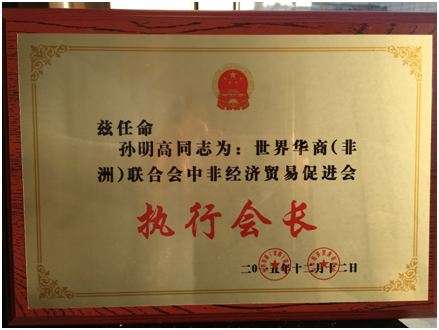 兹任命
孙明高同志为：世界华商(非
洲)联合会中非经济贸易促进会
执行会长
二〇一五年十二月十二日